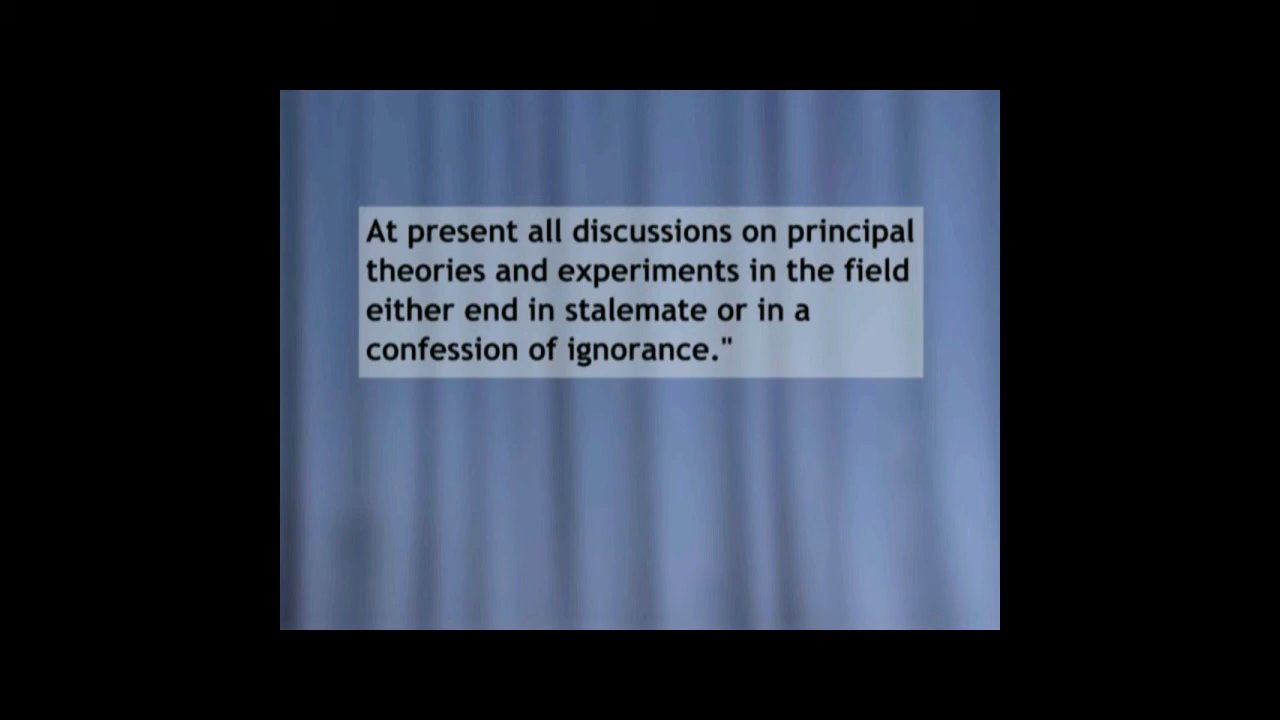 At present all discussions on principal
theories and experiments in the field
either end in stalemate or in a
confession of ignorance."